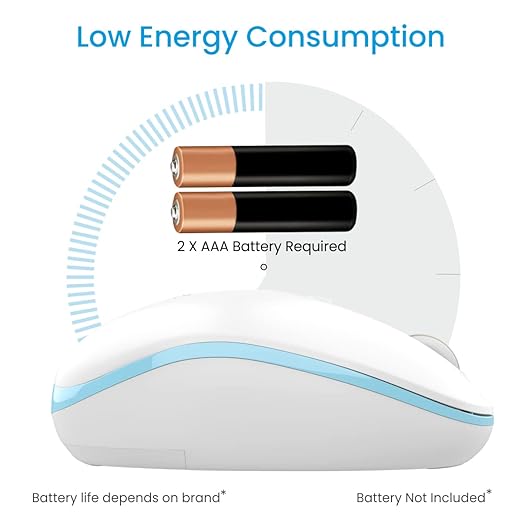 Low Energy Consumption
2 X AAA Battery Required
Battery life depends on brand*
Battery Not Included*